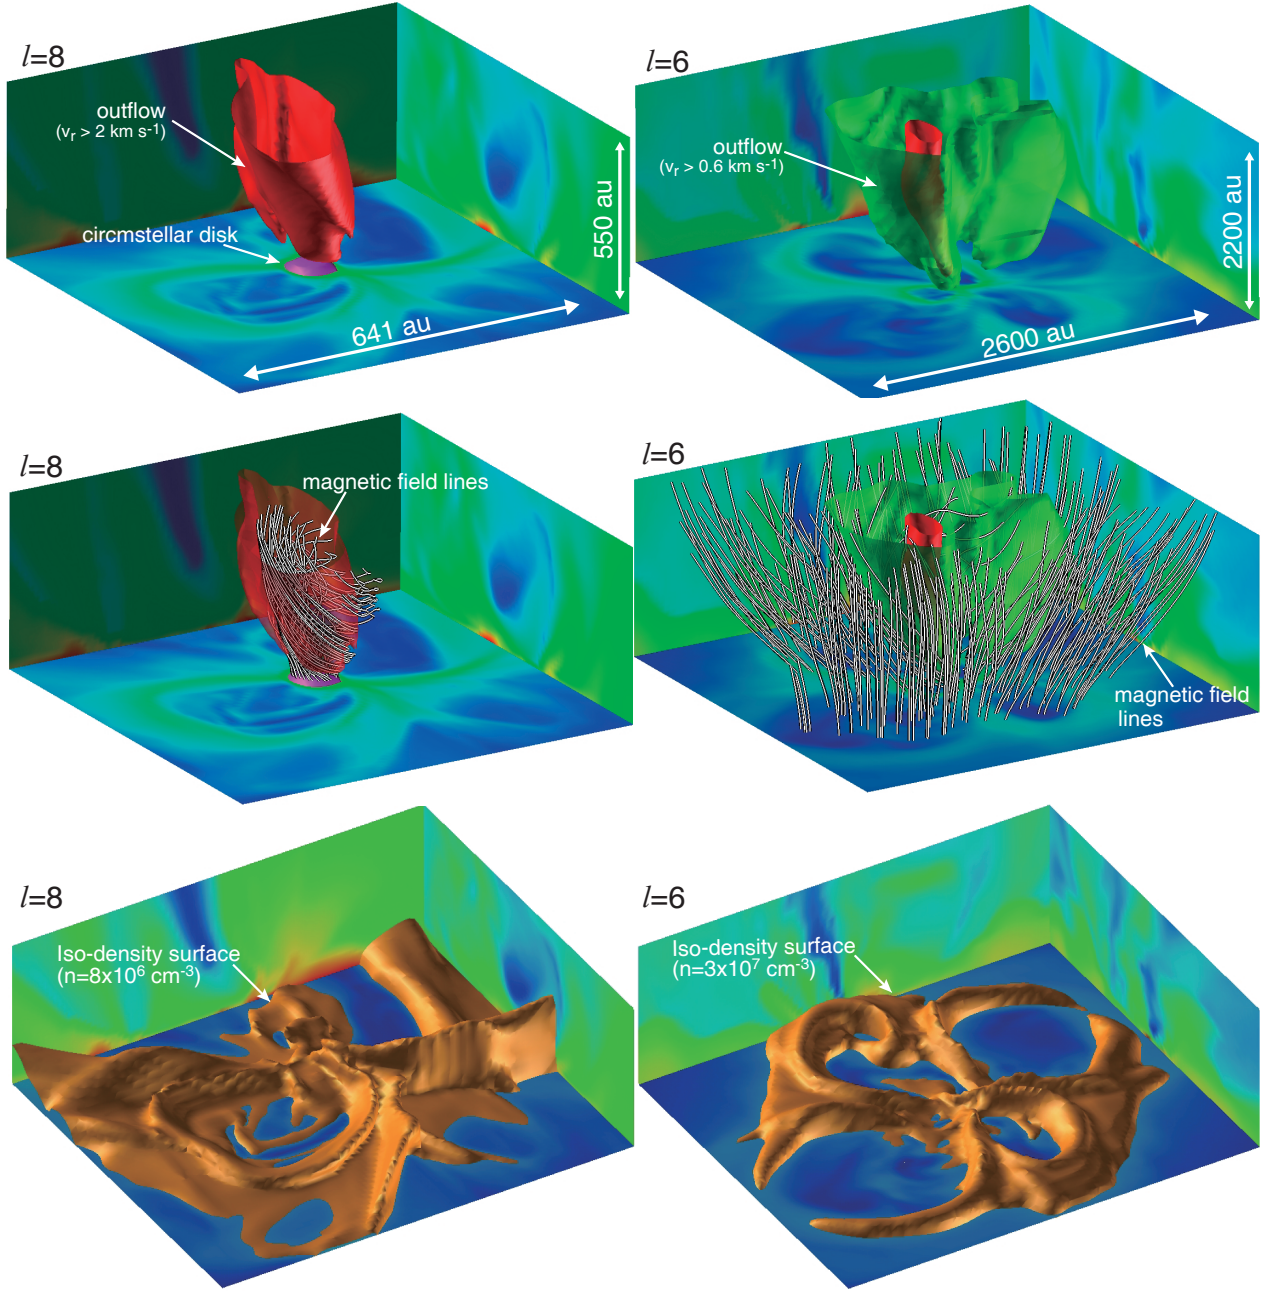 l=8
outflow
(vr > 2 km s-1)
circmstellar disk
550 au
641 au
l=6
outflow
(vr > 0.6 km s-1)
2200 au
2600 au
l=8
magnetic field lines
l=6
magnetic field
lines
l=8
Iso-density surface
(n=8x10⁶ cm⁻³)
l=6
Iso-density surface
(n=3x10⁷ cm⁻³)